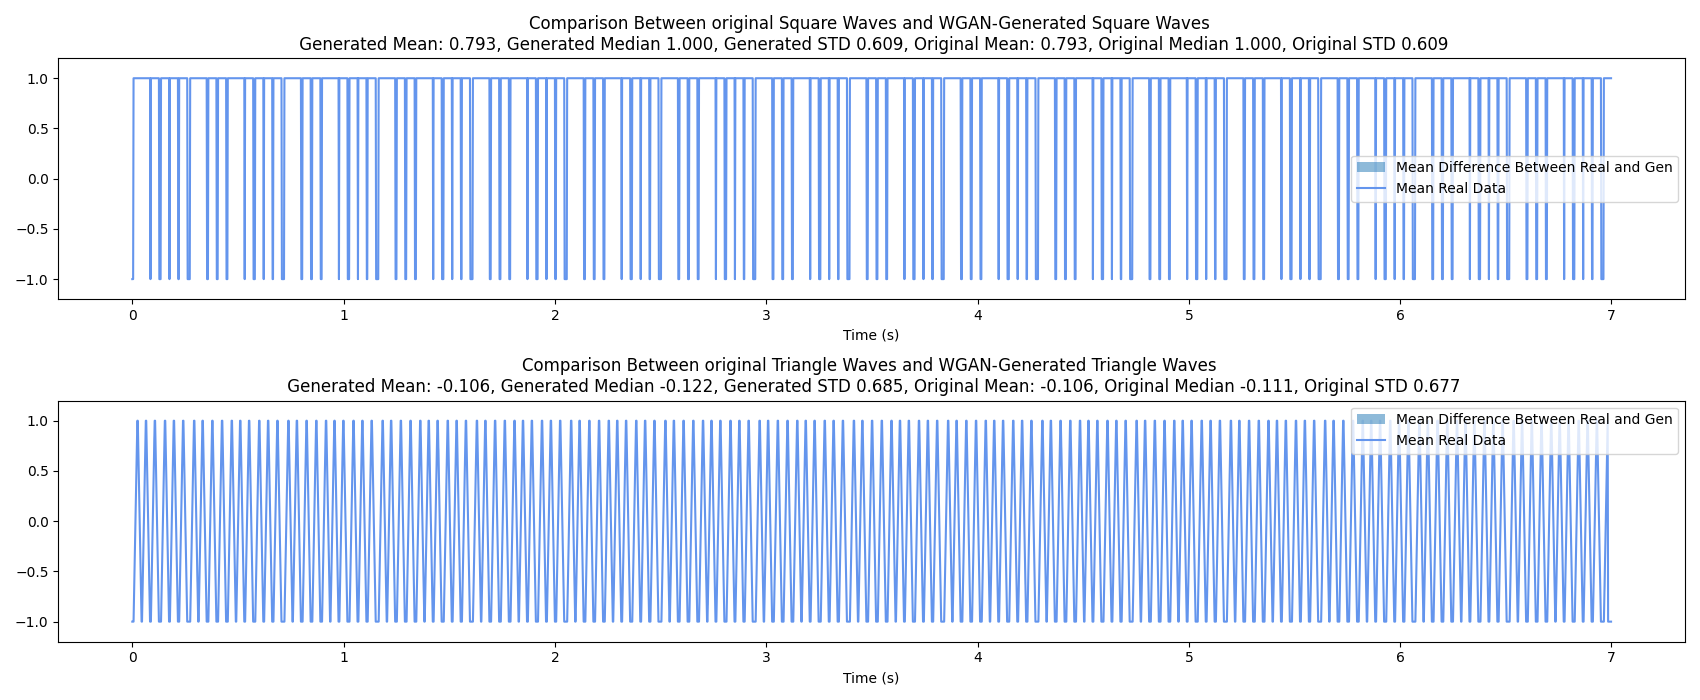 Comparison Between original Square Waves and WGAN-Generated Square Waves
Generated Mean: 0.793, Generated Median 1.000, Generated STD 0.609, Original Mean: 0.793, Original Median 1.000, Original STD 0.609
1.0
0.5
0.0
−0.5
−1.0
Mean Difference Between Real and Gen
Mean Real Data
0 1 2 3 4 5 6 7
Time (s)
Comparison Between original Triangle Waves and WGAN-Generated Triangle Waves
Generated Mean: -0.106, Generated Median -0.122, Generated STD 0.685, Original Mean: -0.106, Original Median -0.111, Original STD 0.677
1.0
0.5
0.0
−0.5
−1.0
Mean Difference Between Real and Gen
Mean Real Data
0 1 2 3 4 5 6 7
Time (s)